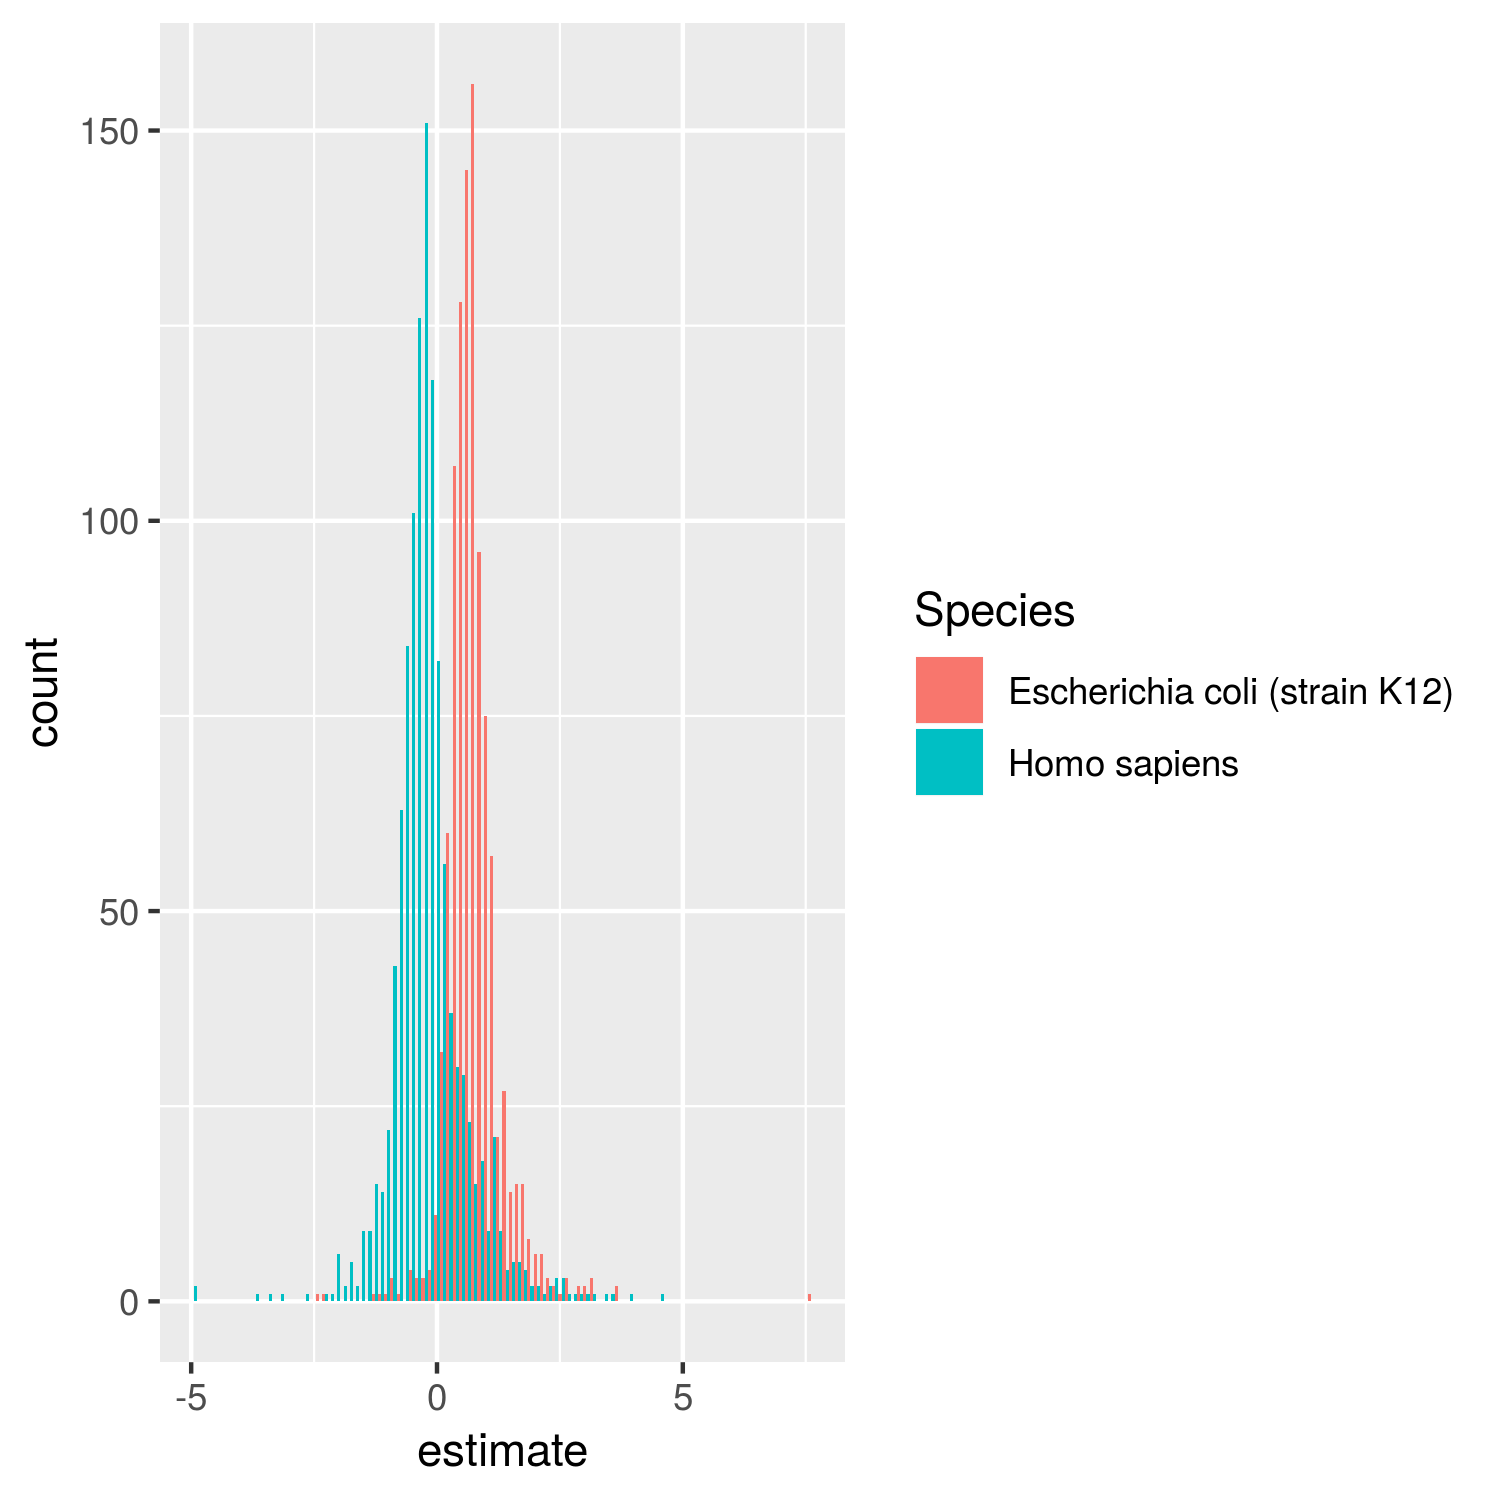 150
100
50
0
-5
0
5
count
estimate
Species
Escherichia coli (strain K12)
Homo sapiens